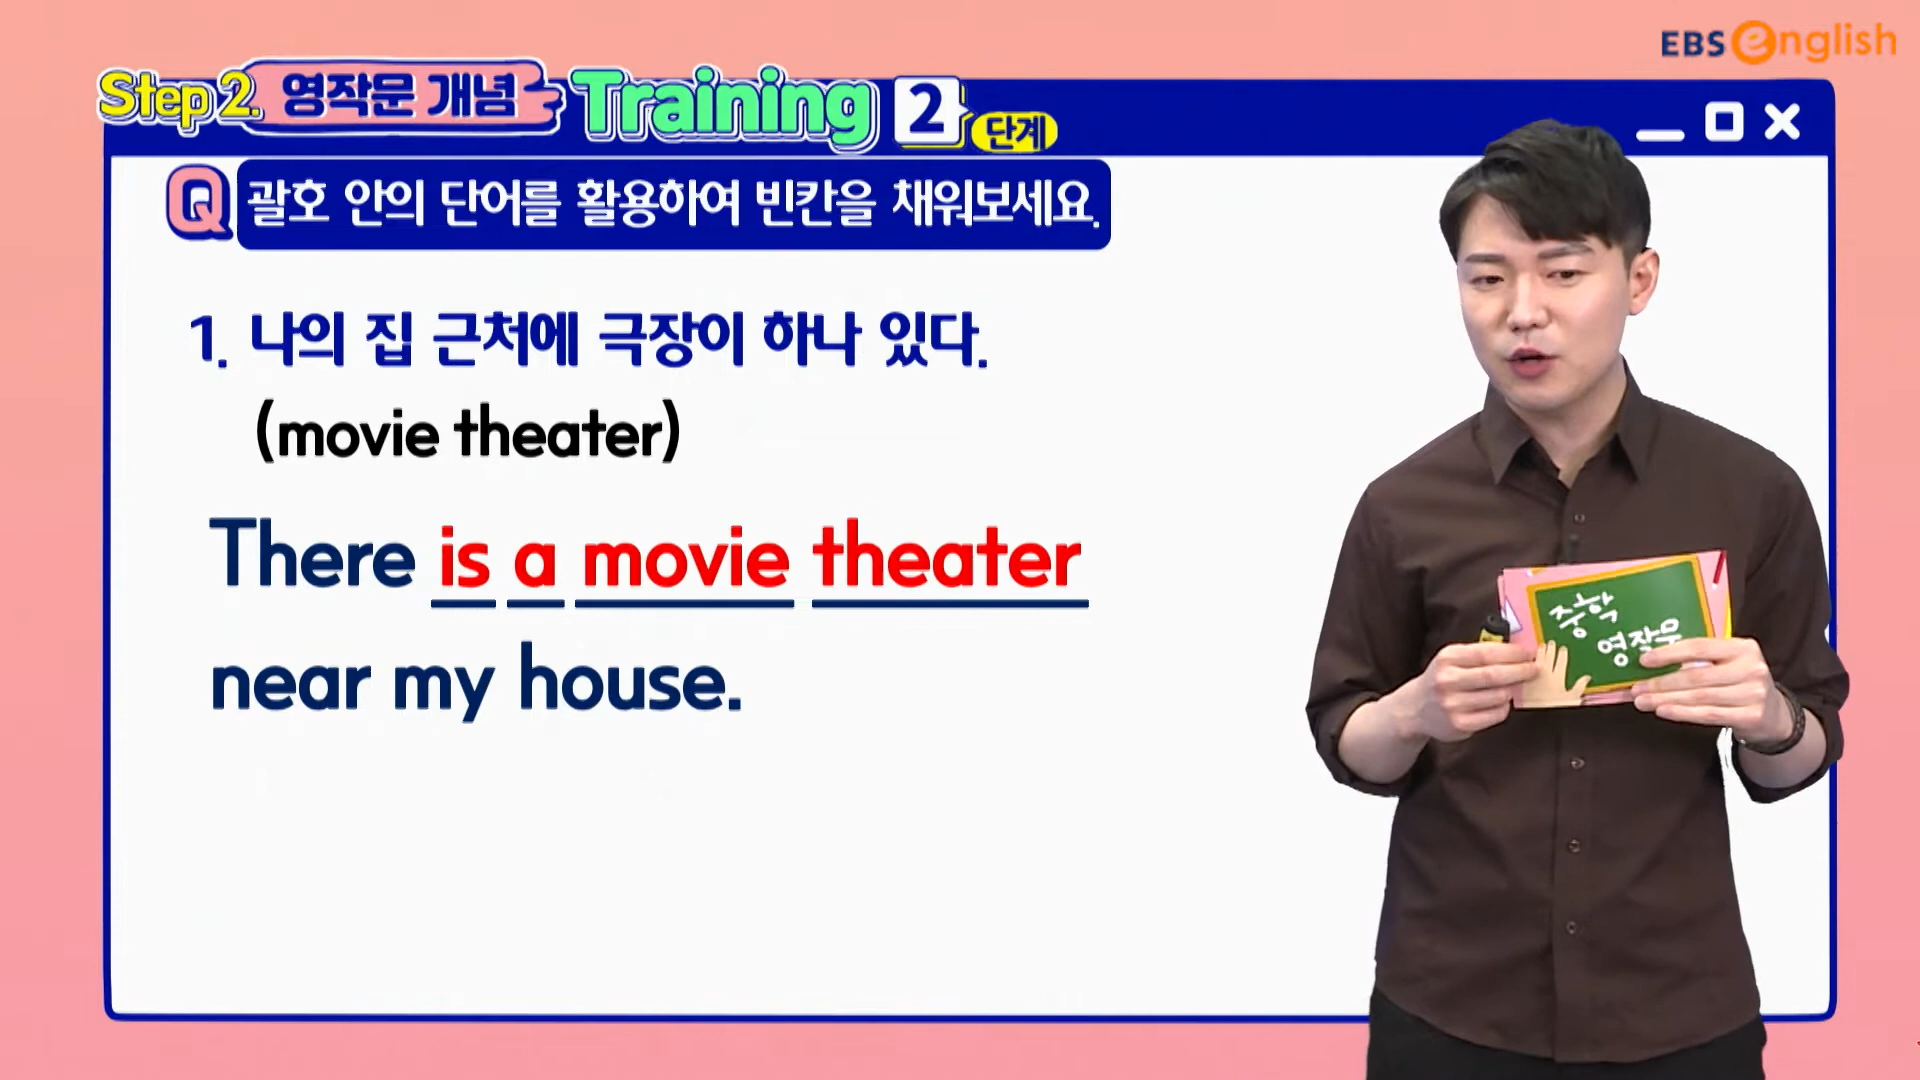 EBS english
Step 2. 영작문 개념 Training 2 단계
Q 괄호 안의 단어를 활용하여 빈칸을 채워보세요.
1. 나의 집 근처에 극장이 하나 있다.
(movie theater)
There is a movie theater
near my house.
중학
영작문